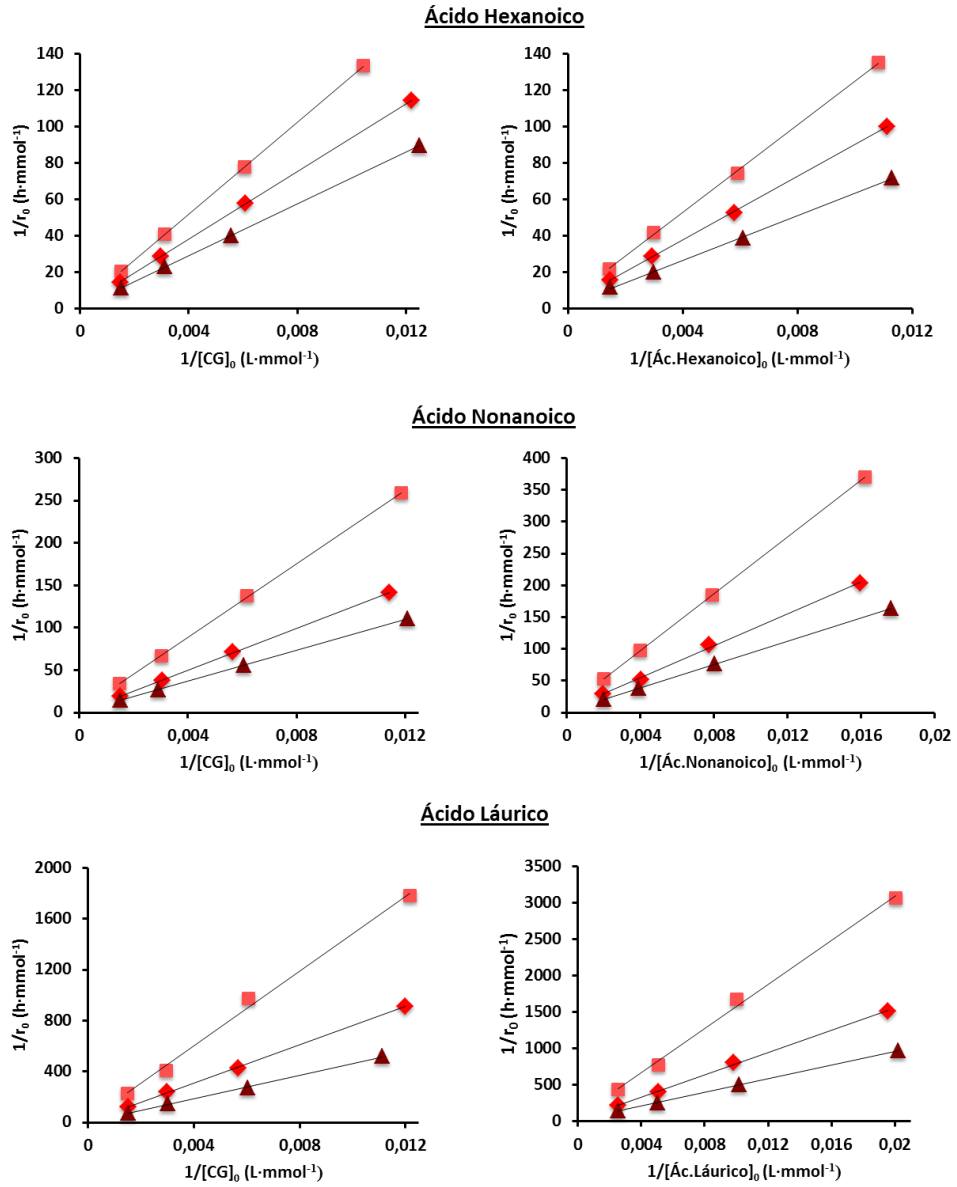 Ácido Hexanoico
140
120
100
80
60
40
20
0
1/r₀ (h·mmol⁻¹)
0 0,004 0,008 0,012
1/[CG]₀ (L·mmol⁻¹)
140
120
100
80
60
40
20
0
1/r₀ (h·mmol⁻¹)
0 0,004 0,008 0,012
1/[Ác.Hexanoico]₀ (L·mmol⁻¹)
Ácido Nonanoico
300
250
200
150
100
50
0
1/r₀ (h·mmol⁻¹)
0 0,004 0,008 0,012
1/[CG]₀ (L·mmol⁻¹)
400
350
300
250
200
150
100
50
0
1/r₀ (h·mmol⁻¹)
0 0,004 0,008 0,012 0,016 0,02
1/[Ác.Nonanoico]₀ (L·mmol⁻¹)
Ácido Láurico
2000
1600
1200
800
400
0
1/r₀ (h·mmol⁻¹)
0 0,004 0,008 0,012
1/[CG]₀ (L·mmol⁻¹)
3500
3000
2500
2000
1500
1000
500
0
1/r₀ (h·mmol⁻¹)
0 0,004 0,008 0,012 0,016 0,02
1/[Ác.Láurico]₀ (L·mmol⁻¹)